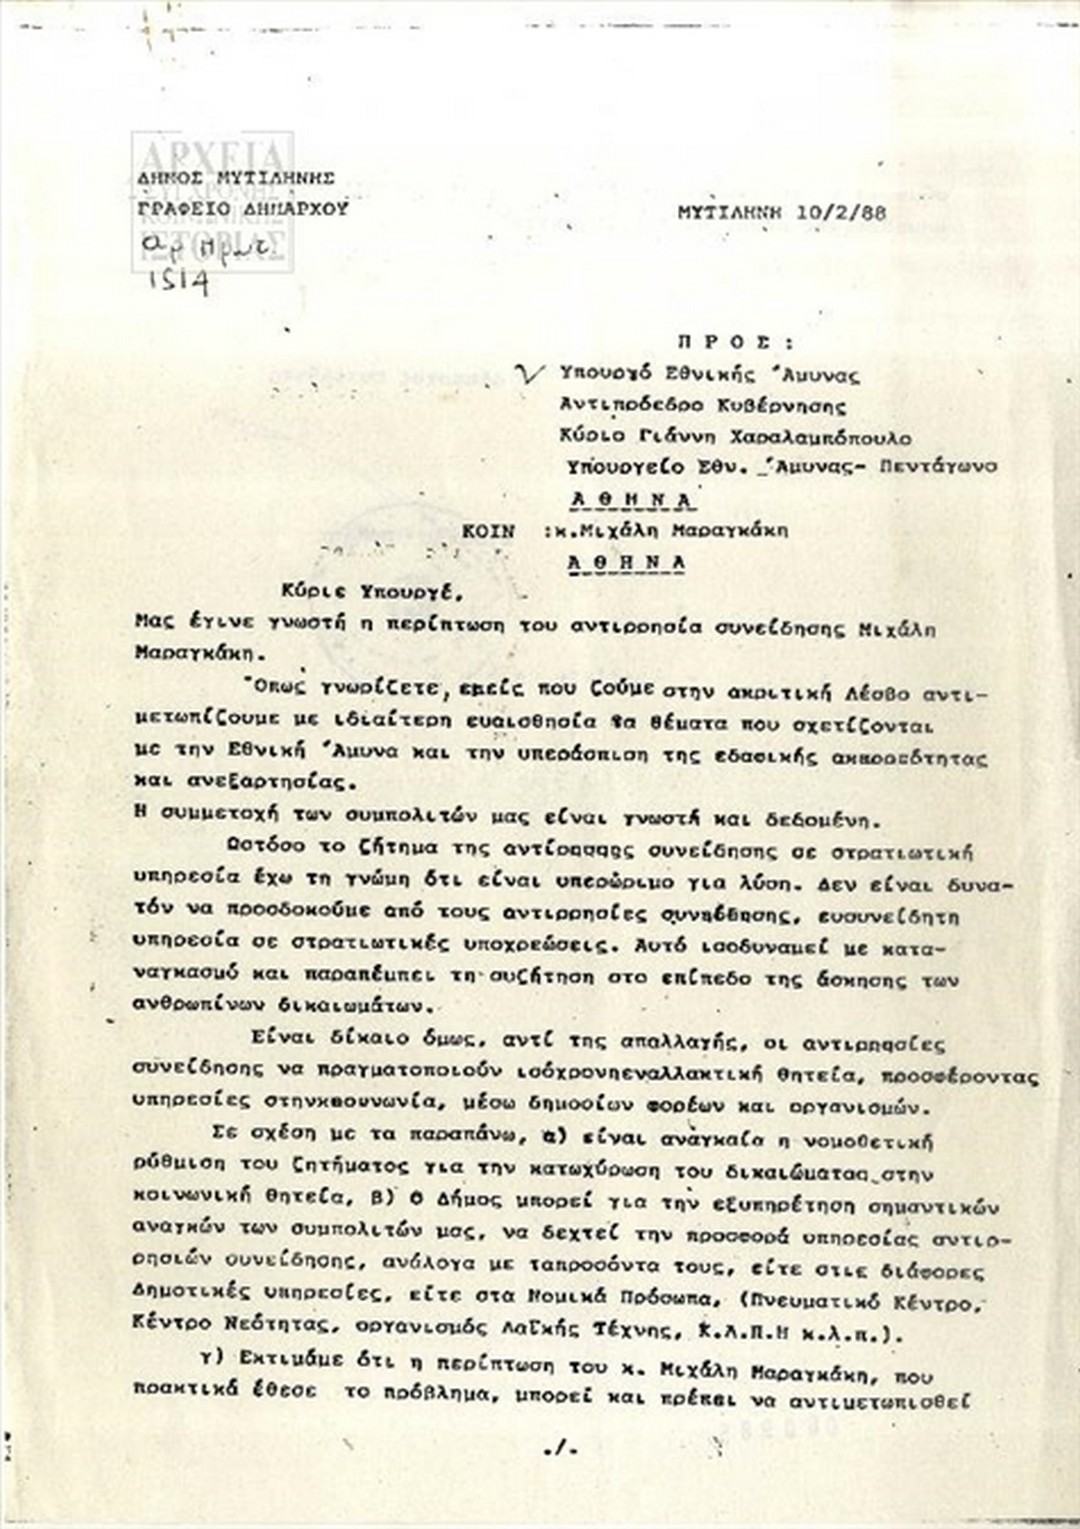 ΑΡΧΕΙΑ
ΣΥΓΧΡΟΝΗΣ
ΚΟΙΝΩΝΙΚΗΣ
ΙΣΤΟΡΙΑΣ
ΔΗΜΟΣ ΜΥΤΙΛΗΝΗΣ
ΓΡΑΦΕΙΟ ΔΗΜΑΡΧΟΥ
αρ πρωτ.
1514
ΜΥΤΙΛΗΝΗ 10/2/88
Π Ρ Ο Σ :
Υπουργό Εθνικής Άμυνας
Αντιπρόεδρο Κυβέρνησης
Κύριο Γιάννη Χαραλαμπόπουλο
Υπουργείο Εθν. Άμυνας- Πεντάγωνο
Α Θ Η Ν Α
ΚΟΙΝ :κ.Μιχάλη Μαραγκάκη
Α Θ Η Ν Α
Κύριε Υπουργέ,
Μας έγινε γνωστή η περίπτωση του αντιρρησία συνείδησης Μιχάλη
Μαραγκάκη.
Όπως γνωρίζετε, εμείς που ζούμε στην ακριτική Λέσβο αντι-
μετωπίζουμε με ιδιαίτερη ευαισθησία τα θέματα που σχετίζονται
με την Εθνική Άμυνα και την υπεράσπιση της εδαφικής ακεραιότητας
και ανεξαρτησίας.
Η συμμετοχή των συμπολιτών μας είναι γνωστή και δεδομένη.
Ωστόσο το ζήτημα της αντίρρησης συνείδησης σε στρατιωτική
υπηρεσία έχω τη γνώμη ότι είναι υπερώριμο για λύση. Δεν είναι δυνα-
τόν να προσδοκούμε από τους αντιρρησίες συνείδησης, ευσυνείδητη
υπηρεσία σε στρατιωτικές υποχρεώσεις. Αυτό ισοδυναμεί με κατα-
ναγκασμό και παραπέμπει τη συζήτηση στο επίπεδο της άσκησης των
ανθρωπίνων δικαιωμάτων.
Είναι δίκαιο όμως, αντί της απαλλαγής, οι αντιρρησίες
συνείδησης να πραγματοποιούν ισόχρονηεναλλακτική θητεία, προσφέροντας
υπηρεσίες στηνκοινωνία, μέσω δημοσίων φορέων και οργανισμών.
Σε σχέση με τα παραπάνω, α) είναι αναγκαία η νομοθετική
ρύθμιση του ζητήματος για την κατωχύρωση του δικαιώματος στην
κοινωνική θητεία, β) Ο Δήμος μπορεί για την εξυπηρέτηση σημαντικών
αναγκών των συμπολιτών μας, να δεχτεί την προσφορά υπηρεσίας αντιρ-
ρησιών συνείδησης, ανάλογα με ταπροσόντα τους, είτε στις διάφορες
Δημοτικές υπηρεσίες, είτε στα Νομικά Πρόσωπα, (Πνευματικό Κέντρο,
Κέντρο Νεότητας, οργανισμός Λαϊκής Τέχνης, Κ.Α.Π.Η κ.λ.π.).
γ) Εκτιμάμε ότι η περίπτωση του κ. Μιχάλη Μαραγκάκη, που
πρακτικά έθεσε το πρόβλημα, μπορεί και πρέπει να αντιμετωπισθεί
./.